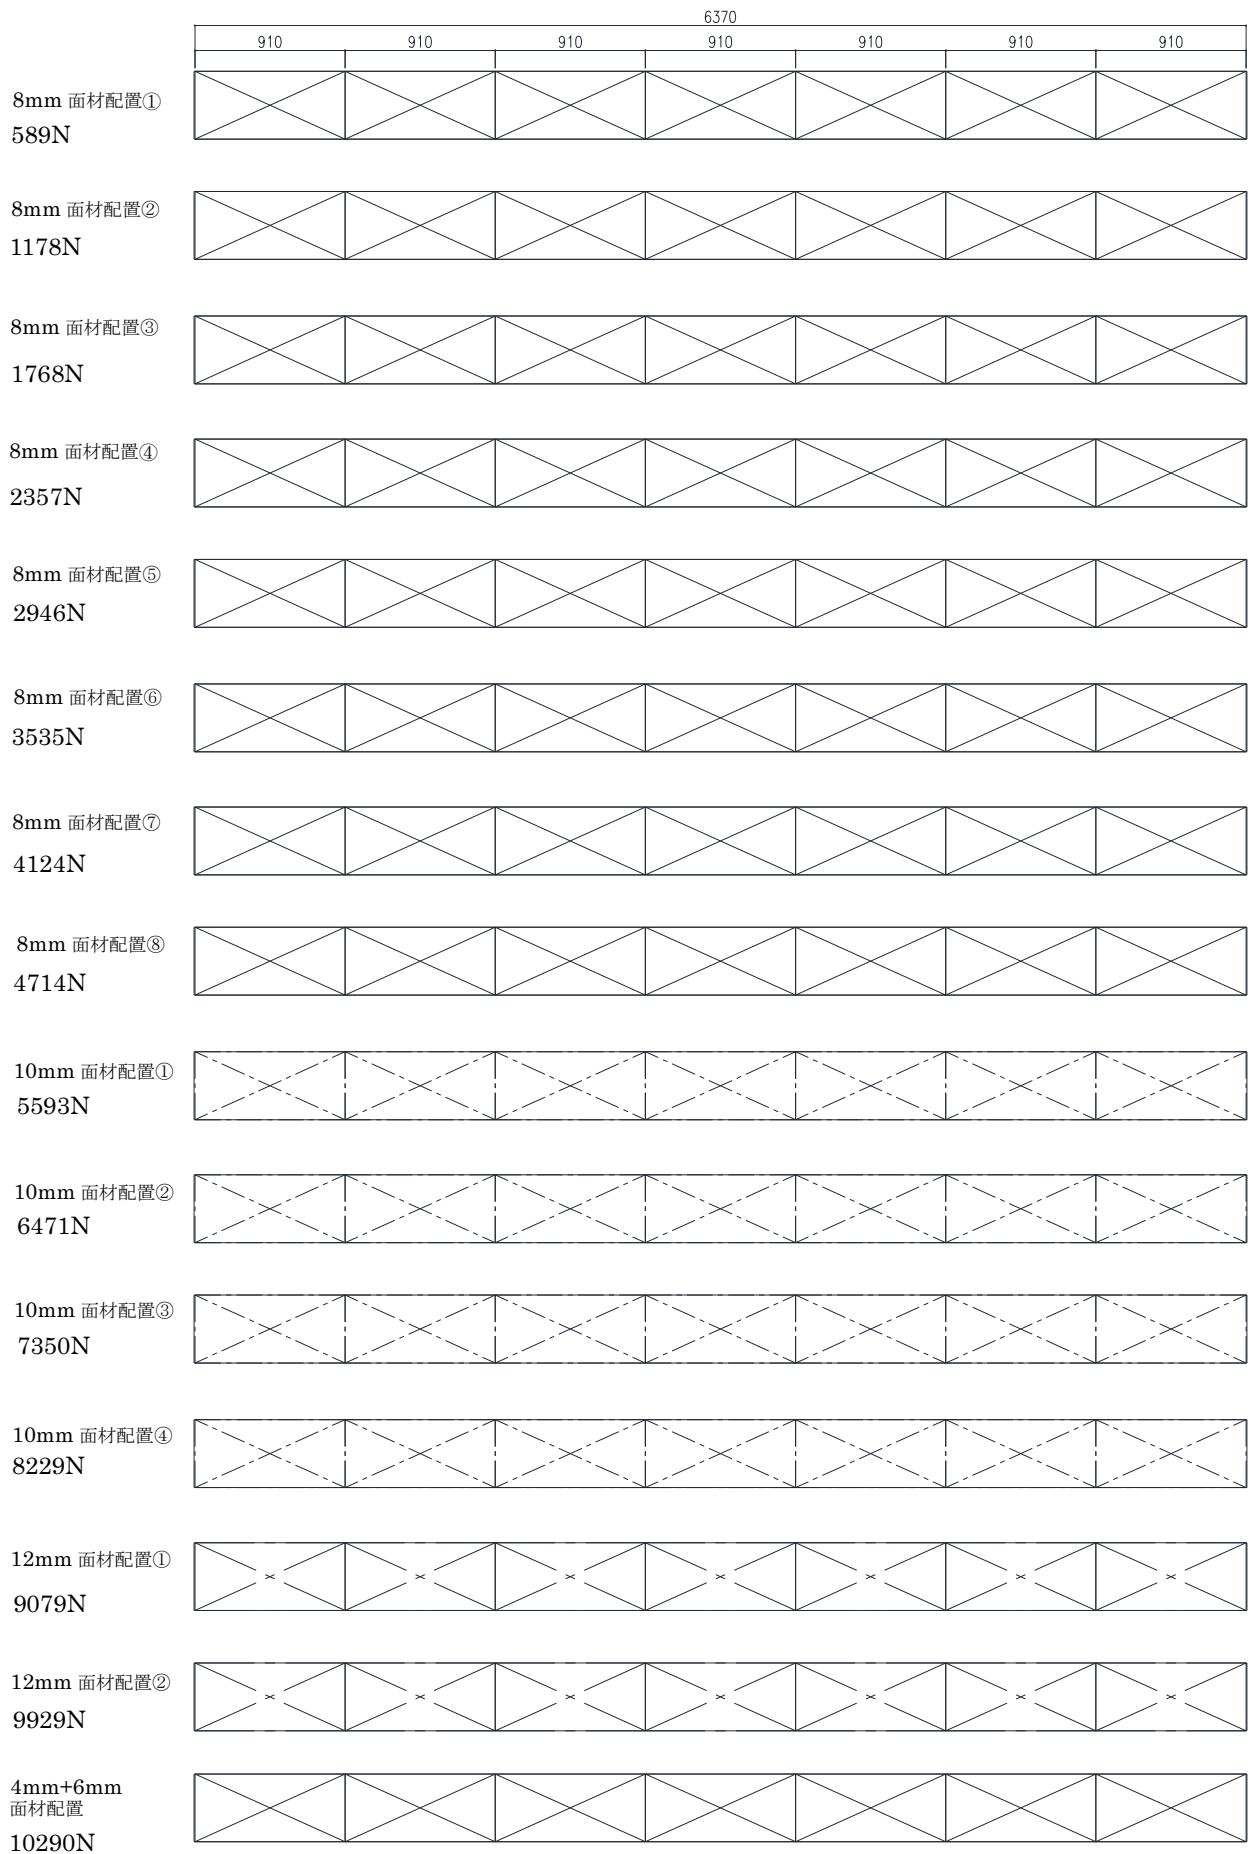 6370
910 910 910 910 910 910 910
8mm 面材配置①
589N
8mm 面材配置②
1178N
8mm 面材配置③
1768N
8mm 面材配置④
2357N
8mm 面材配置⑤
2946N
8mm 面材配置⑥
3535N
8mm 面材配置⑦
4124N
8mm 面材配置⑧
4714N
10mm 面材配置①
5593N
10mm 面材配置②
6471N
10mm 面材配置③
7350N
10mm 面材配置④
8229N
12mm 面材配置①
9079N
12mm 面材配置②
9929N
4mm+6mm
面材配置
10290N